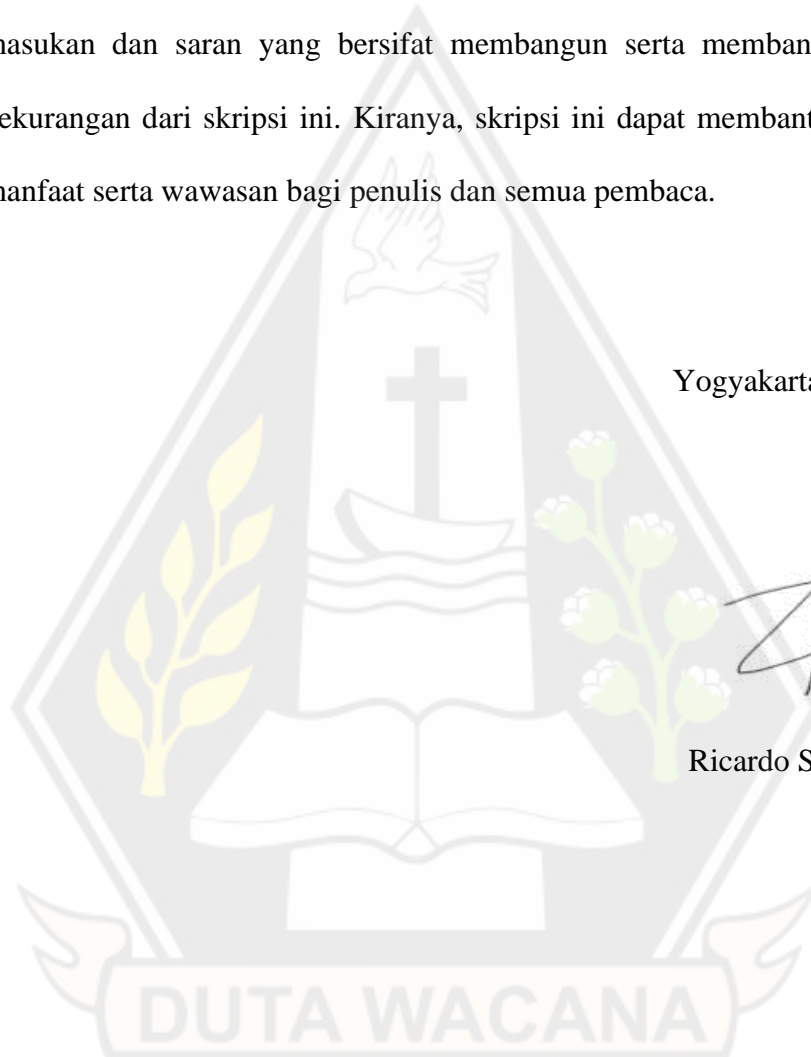 masukan dan saran yang bersifat membangun serta memban
ekurangan dari skripsi ini. Kiranya, skripsi ini dapat membant
manfaat serta wawasan bagi penulis dan semua pembaca.
Yogyakarta
Ricardo S
DUTA WACANA